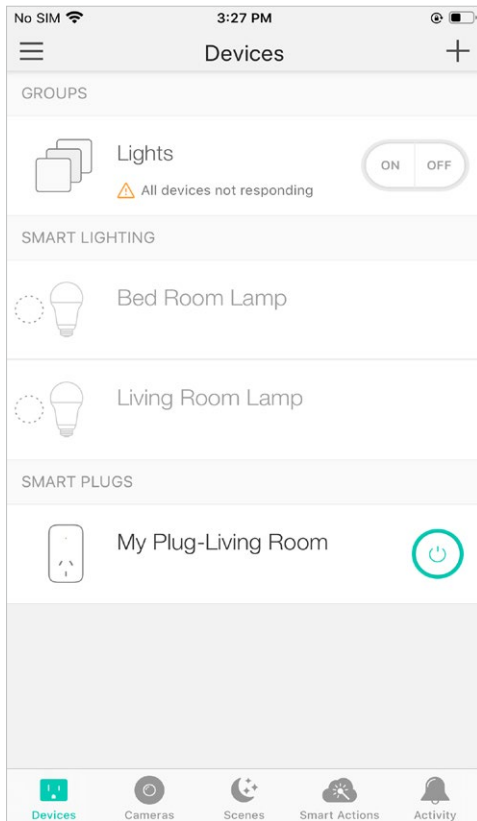 No SIM 3:27 PM
Devices
GROUPS
Lights
ON OFF
All devices not responding
SMART LIGHTING
Bed Room Lamp
Living Room Lamp
SMART PLUGS
My Plug-Living Room
Devices Cameras Scenes Smart Actions Activity